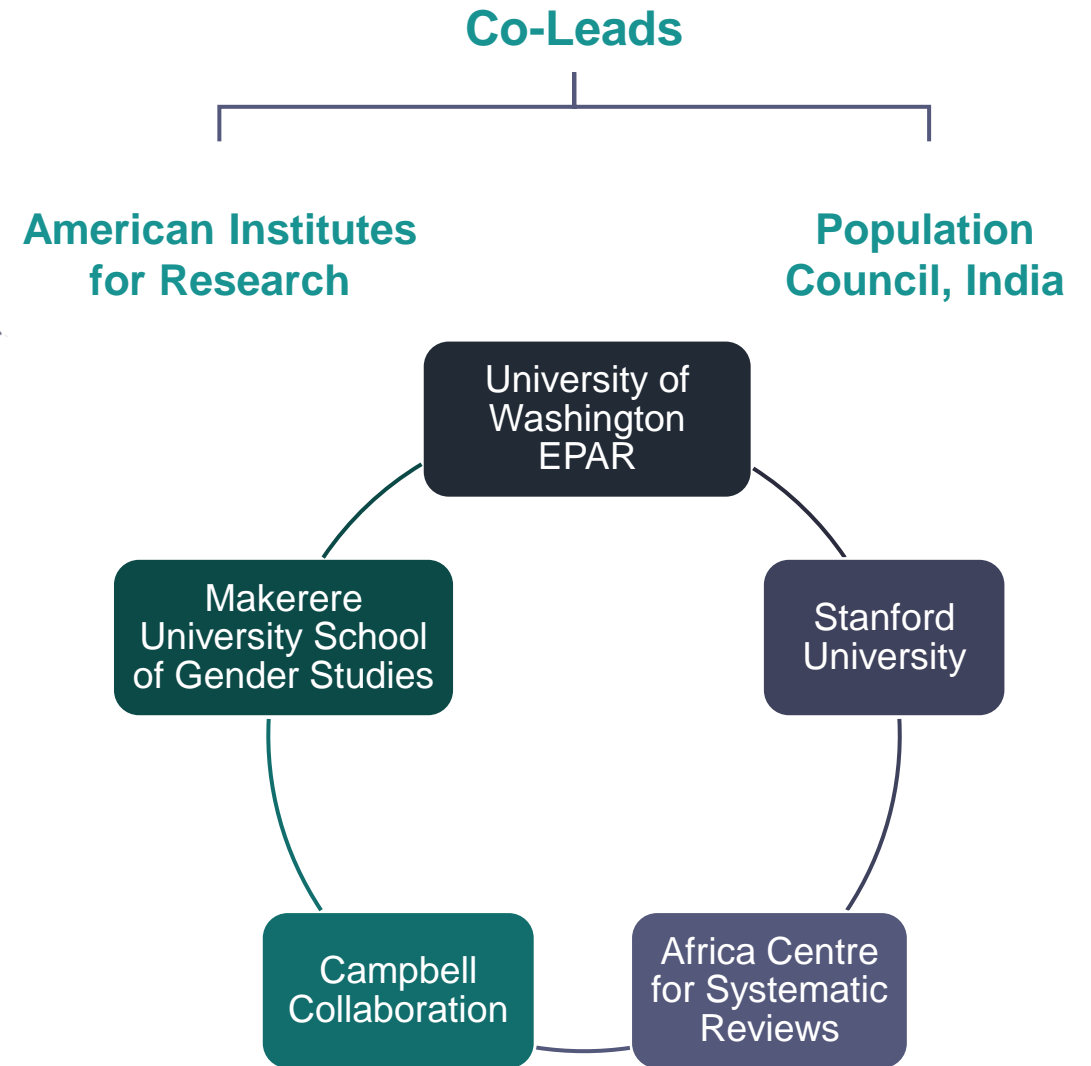 Co-Leads
American Institutes
for Research
Population
Council, India
University of
Washington
EPAR
Makerere
University School
of Gender Studies
Stanford
University
Campbell
Collaboration
Africa Centre
for Systematic
Reviews